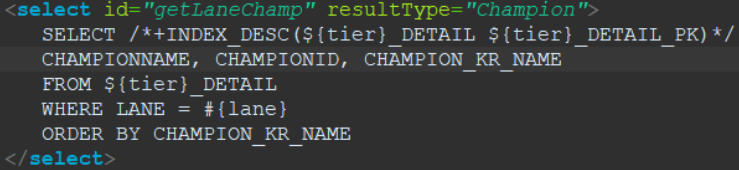 <select id="getLaneChamp" resultType="Champion">
SELECT /*+INDEX_DESC(${tier}_DETAIL ${tier}_DETAIL_PK)*/
CHAMPIONNAME, CHAMPIONID, CHAMPION_KR_NAME
FROM ${tier}_DETAIL
WHERE LANE = #{lane}
ORDER BY CHAMPION_KR_NAME
</select>